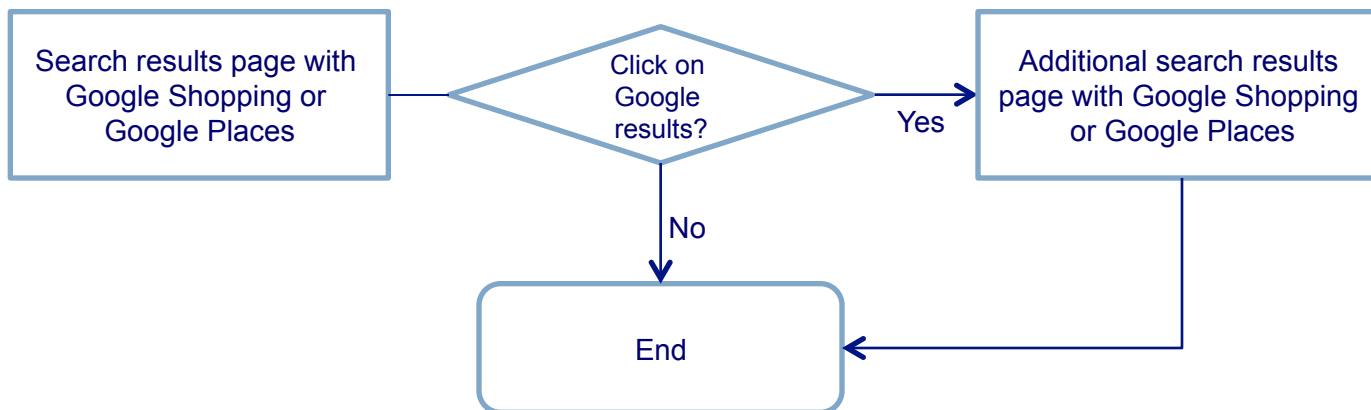 Search results page with
Google Shopping or
Google Places
Click on
Google
results?
Yes
Additional search results
page with Google Shopping
or Google Places
No
End